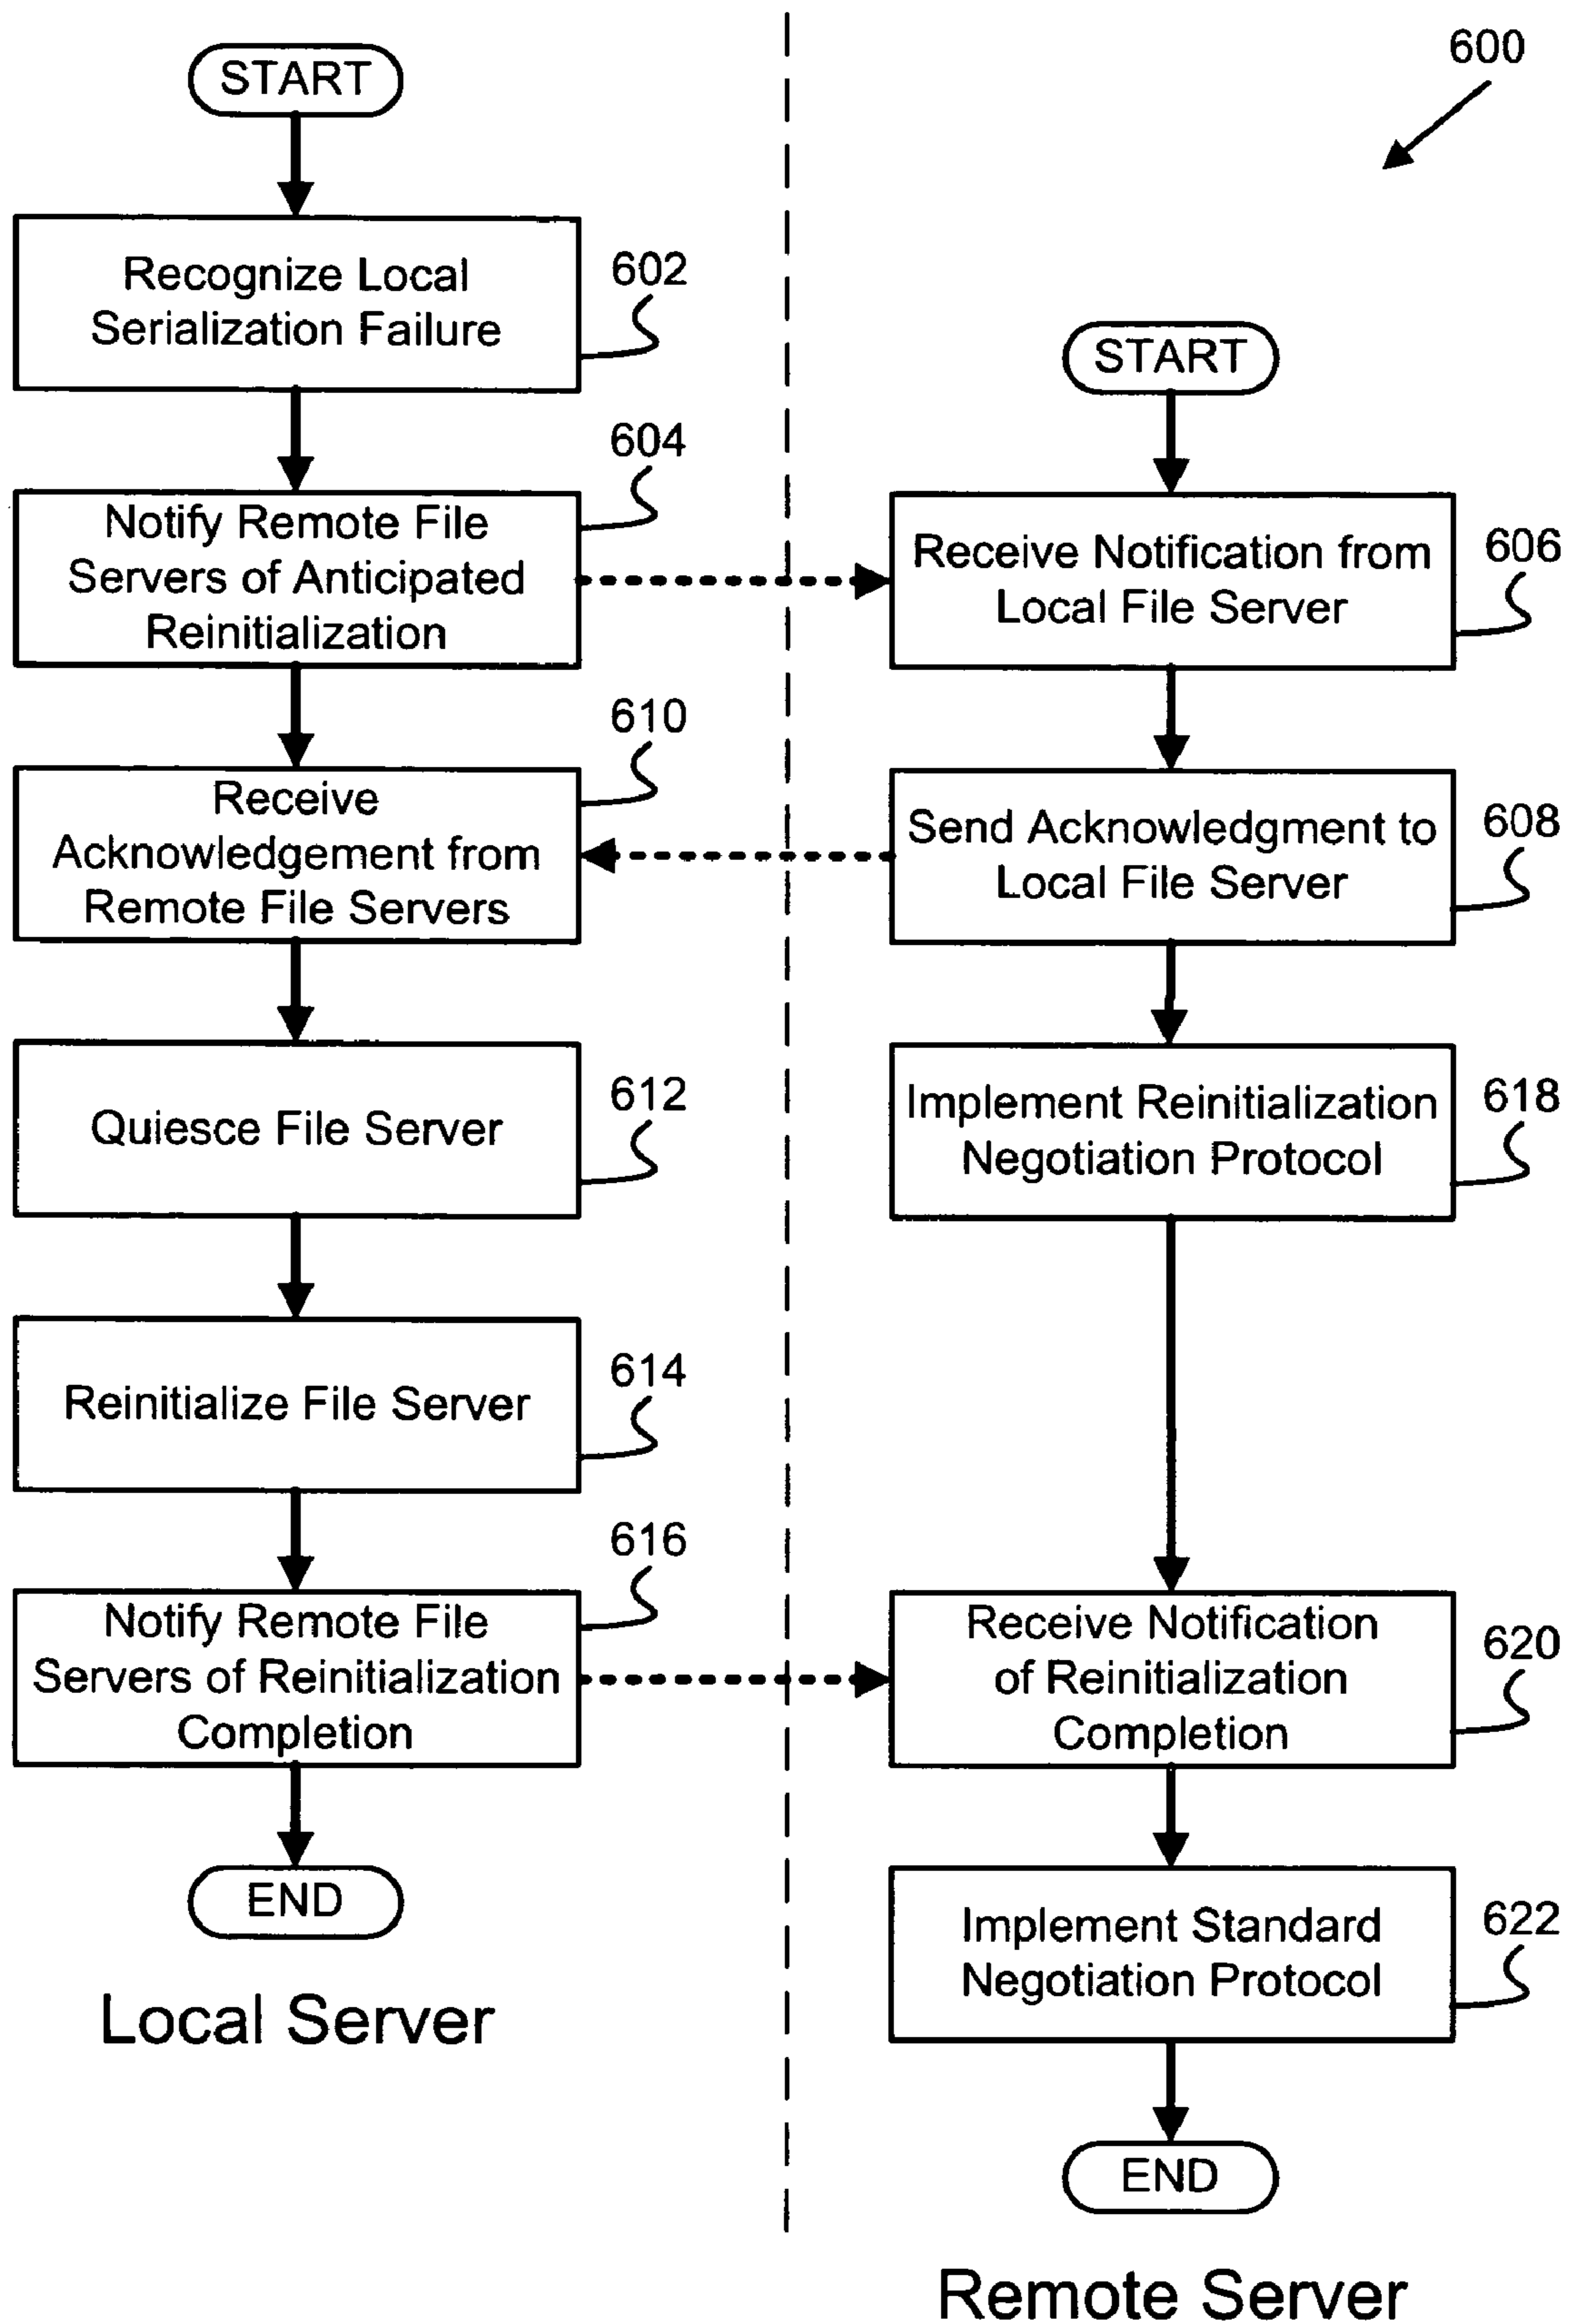 600
START
Recognize Local
Serialization Failure
602
604
Notify Remote File
Servers of Anticipated
Reinitialization
610
Receive
Acknowledgement from
Remote File Servers
Quiesce File Server
612
Reinitialize File Server
614
616
Notify Remote File
Servers of Reinitialization
Completion
END
Local Server
START
Receive Notification from
Local File Server
606
Send Acknowledgment to
Local File Server
608
Implement Reinitialization
Negotiation Protocol
618
Receive Notification
of Reinitialization
Completion
620
Implement Standard
Negotiation Protocol
622
END
Remote Server